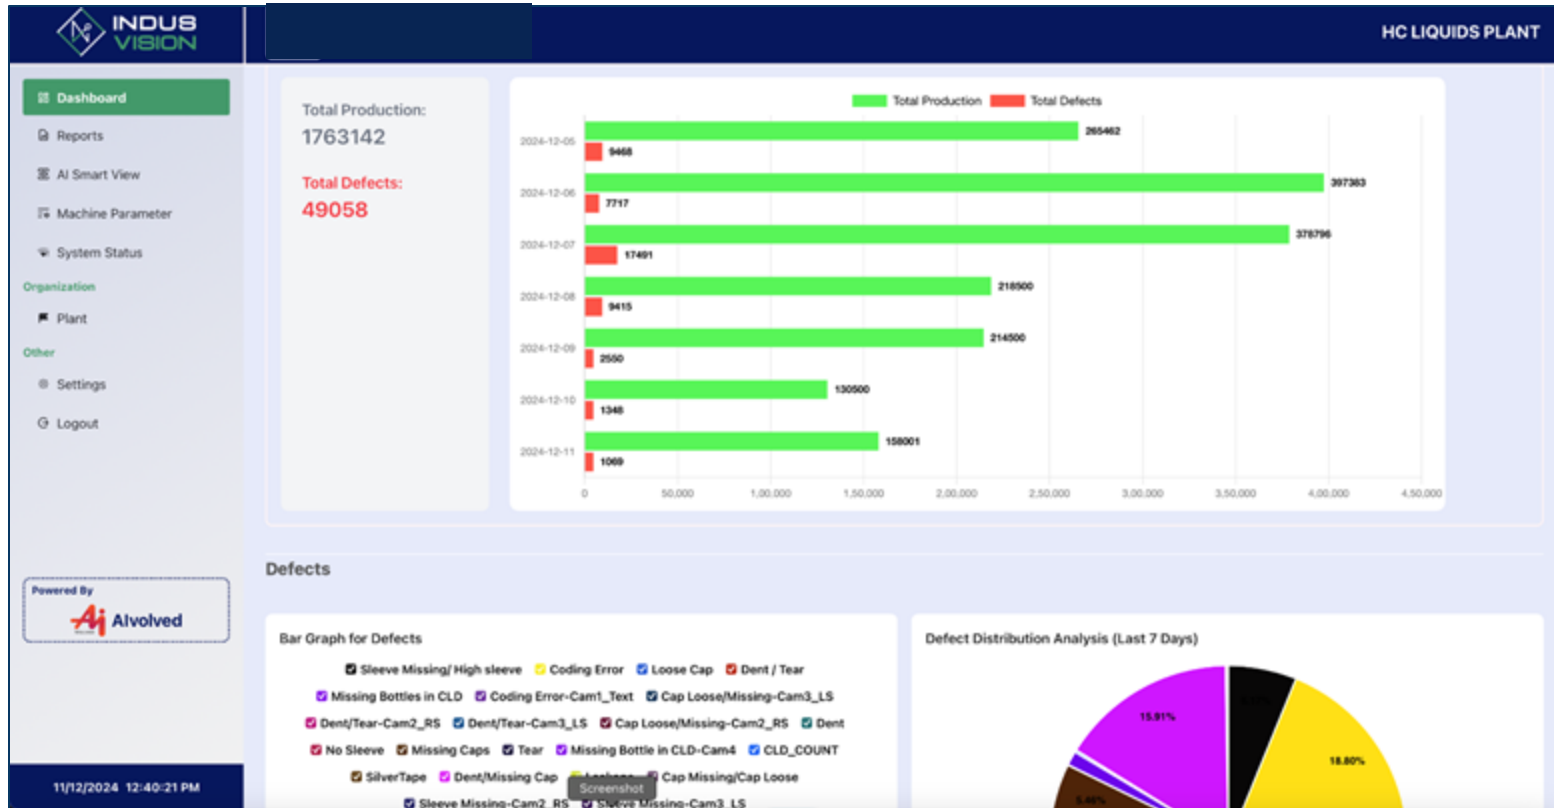 INDUS
VISION
HC LIQUIDS PLANT
Dashboard
Reports
AI Smart View
Machine Parameter
System Status
Organization
Plant
Other
Settings
Logout
Powered By
AIvolved
11/12/2024 12:40:21 PM
Total Production:
1763142
Total Defects:
49058
Total Production Total Defects
2024-12-05 265462
9468
2024-12-06 397383
7717
2024-12-07 378796
17491
2024-12-08 218500
9415
2024-12-09 214500
2550
2024-12-10 130500
1348
2024-12-11 158001
1069
0 50,000 1,00,000 1,50,000 2,00,000 2,50,000 3,00,000 3,50,000 4,00,000 4,50,000
Defects
Bar Graph for Defects
Sleeve Missing/ High sleeve Coding Error Loose Cap Dent / Tear
Missing Bottles in CLD Coding Error-Cam1_Text Cap Loose/Missing-Cam3_LS
Dent/Tear-Cam2_RS Dent/Tear-Cam3_LS Cap Loose/Missing-Cam2_RS Dent
No Sleeve Missing Caps Tear Missing Bottle in CLD-Cam4 CLD_COUNT
SilverTape Dent/Missing Cap Cap Missing/Cap Loose
Screenshot
Sleeve Missing-Cam2_RS Sleeve Missing-Cam3_LS
Defect Distribution Analysis (Last 7 Days)
15.91%
18.80%
5.46%